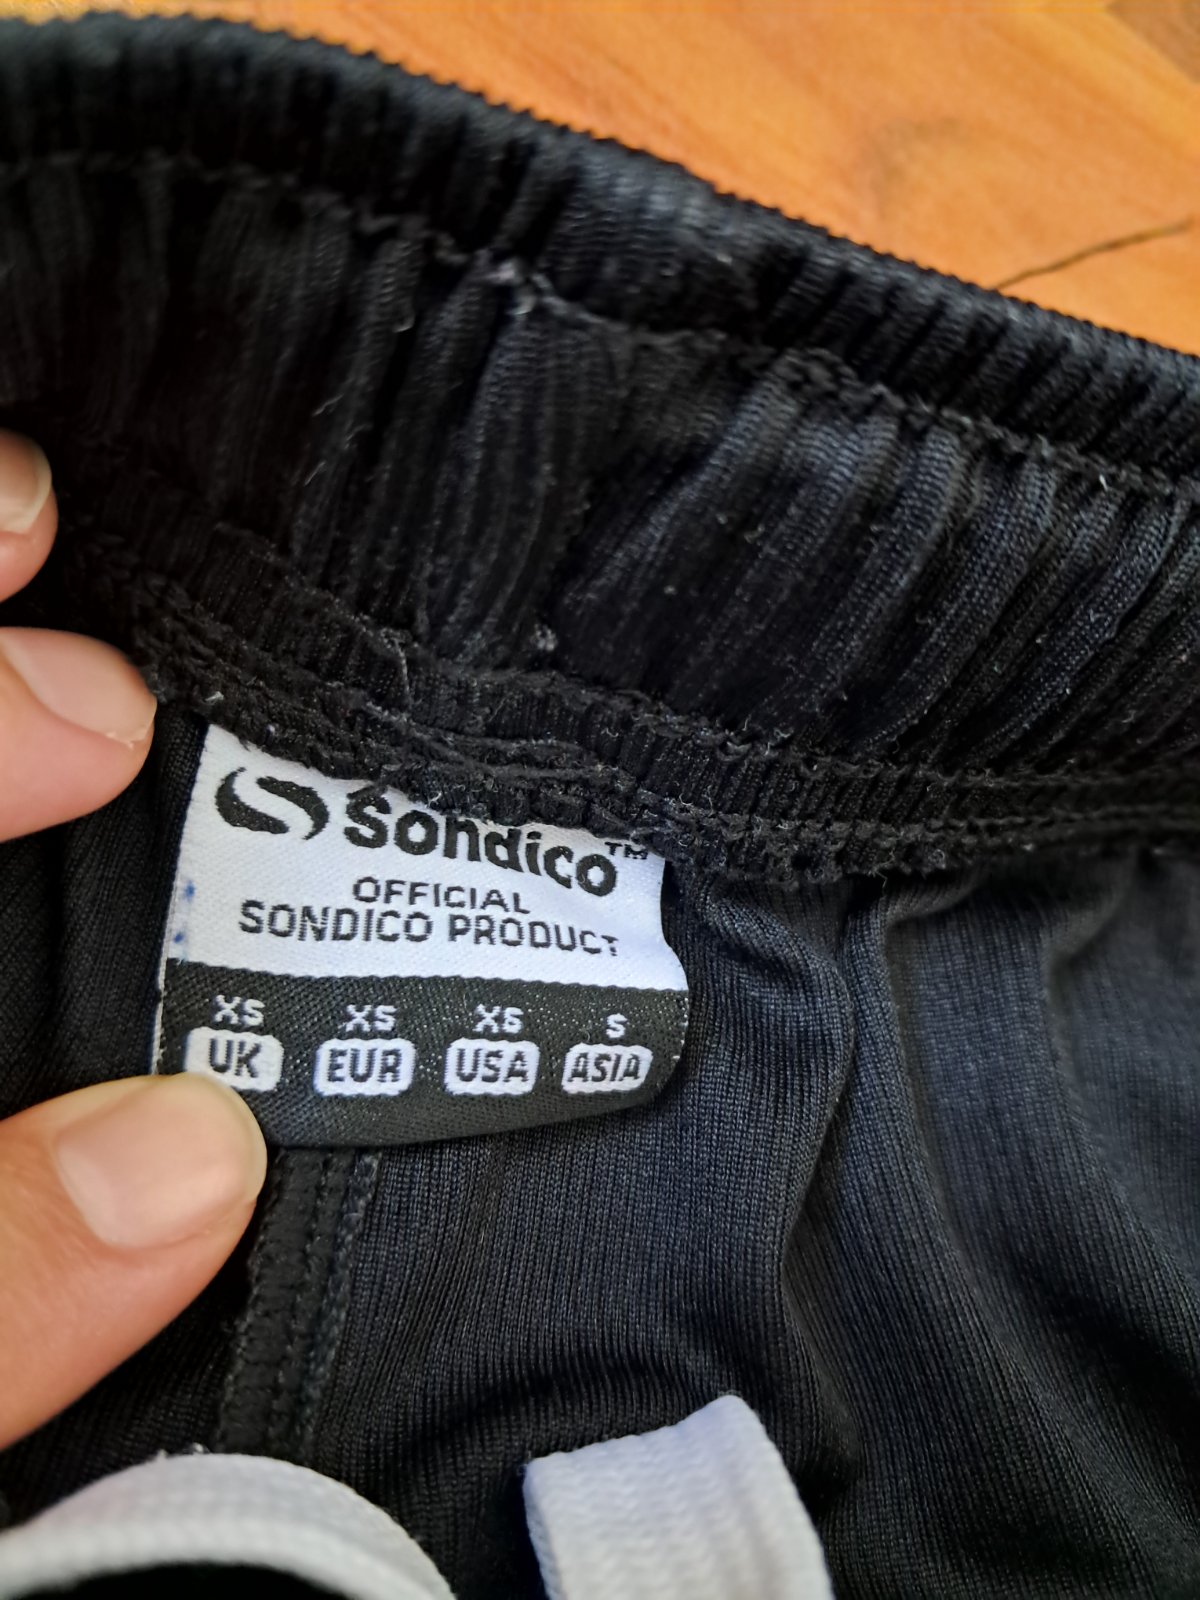 Sondico™
OFFICIAL
SONDICO PRODUCT
XS XS XS S
UK EUR USA ASIA